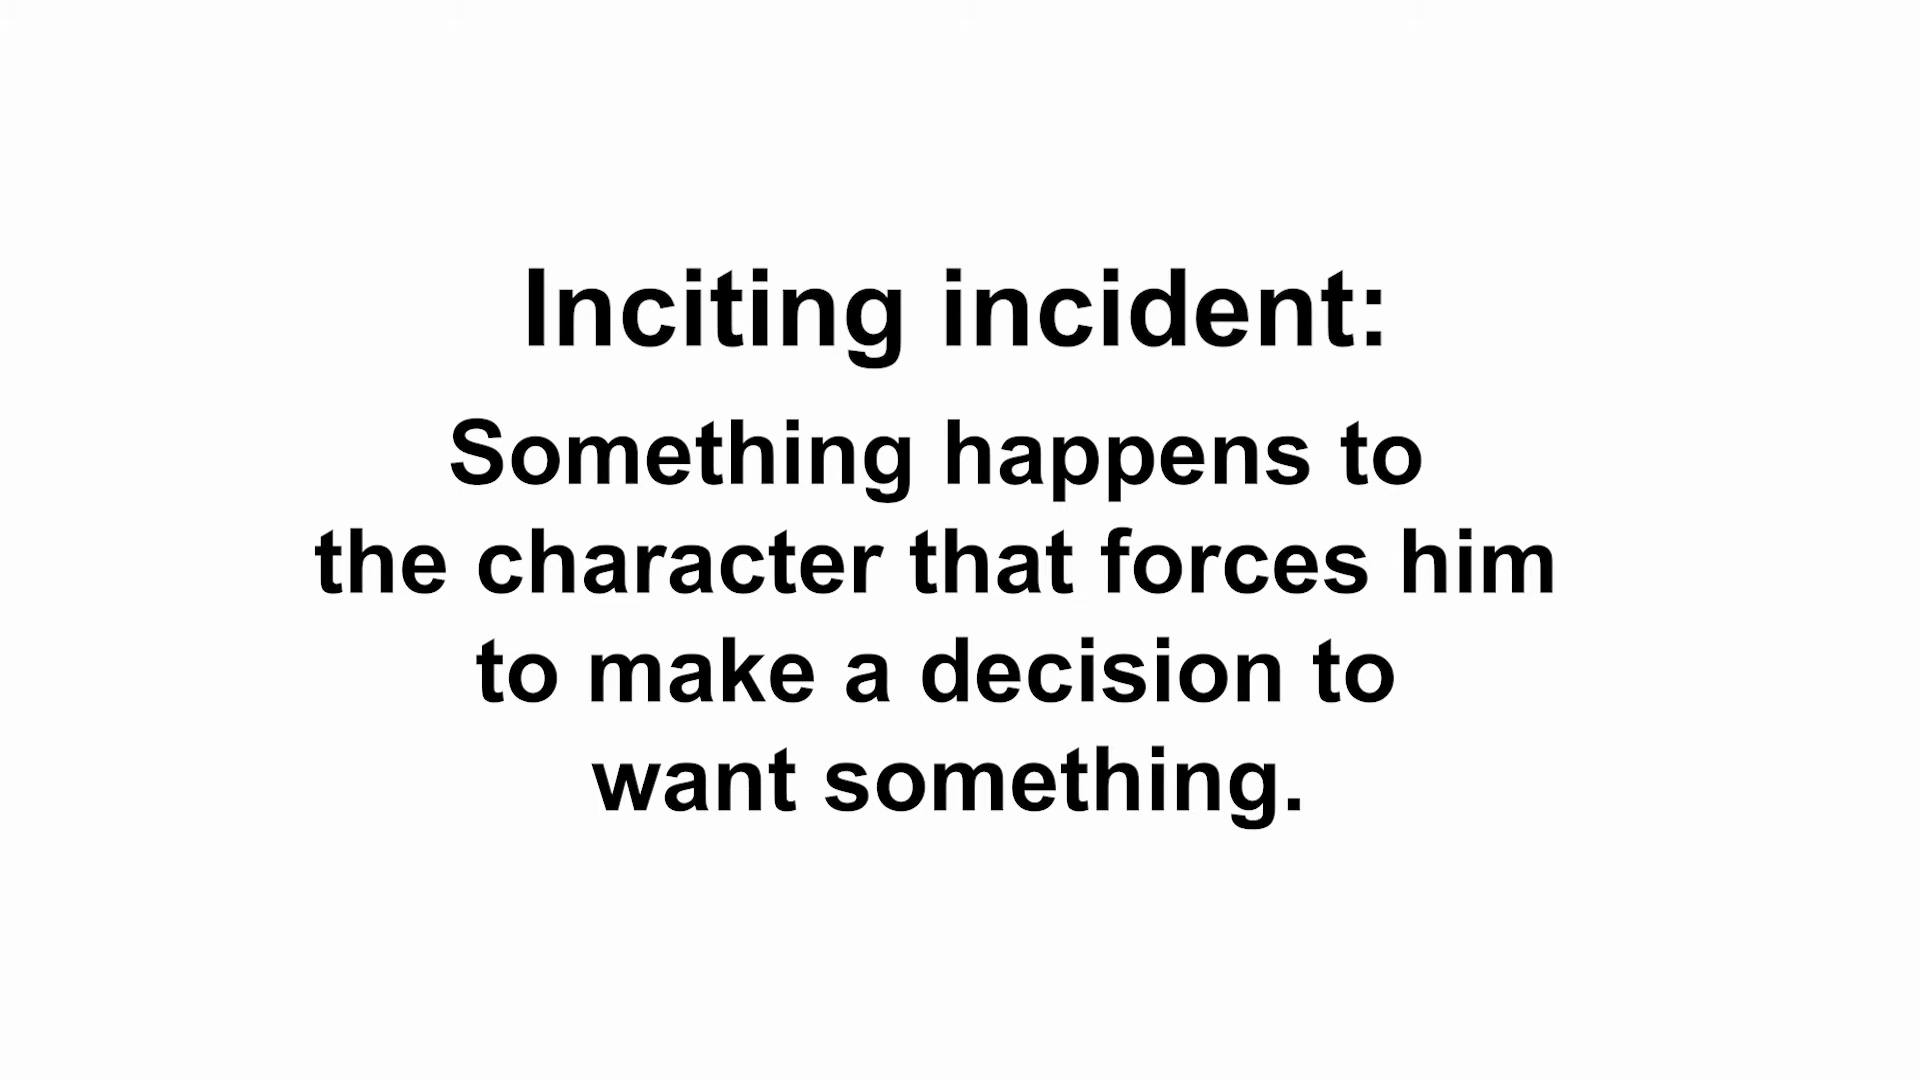 Inciting incident:
Something happens to
the character that forces him
to make a decision to
want something.